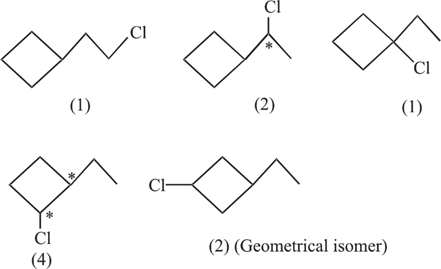 Cl
Cl
*
Cl
(1)
(2)
(1)
*
*
Cl
Cl
(4)
(2) (Geometrical isomer)